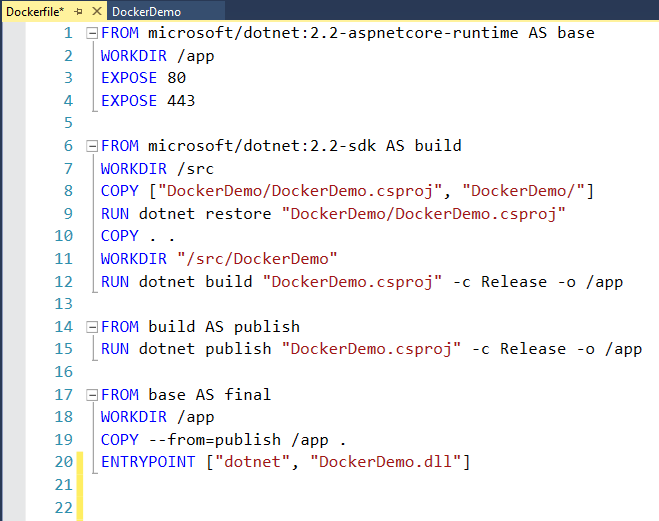 Dockerfile*
DockerDemo
1 FROM microsoft/dotnet:2.2-aspnetcore-runtime AS base
2 WORKDIR /app
3 EXPOSE 80
4 EXPOSE 443
5
6 FROM microsoft/dotnet:2.2-sdk AS build
7 WORKDIR /src
8 COPY ["DockerDemo/DockerDemo.csproj", "DockerDemo/"]
9 RUN dotnet restore "DockerDemo/DockerDemo.csproj"
10 COPY . .
11 WORKDIR "/src/DockerDemo"
12 RUN dotnet build "DockerDemo.csproj" -c Release -o /app
13
14 FROM build AS publish
15 RUN dotnet publish "DockerDemo.csproj" -c Release -o /app
16
17 FROM base AS final
18 WORKDIR /app
19 COPY --from=publish /app .
20 ENTRYPOINT ["dotnet", "DockerDemo.dll"]
21
22